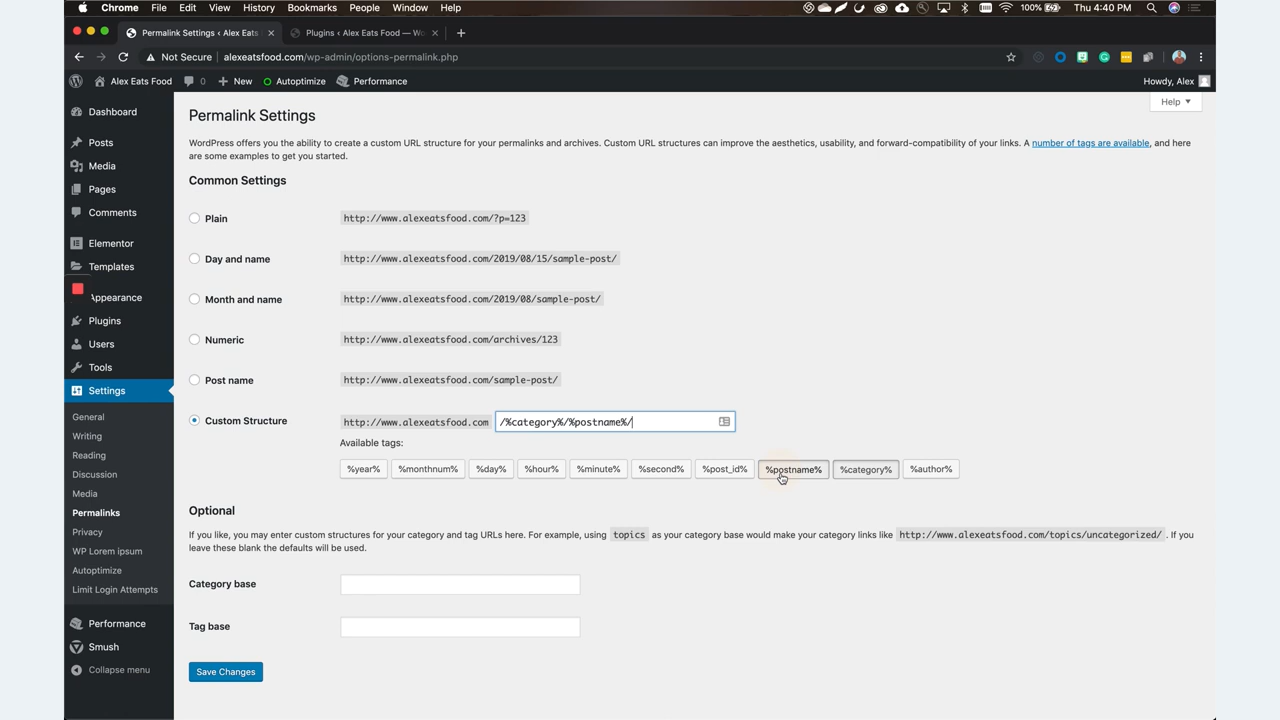 Chrome File Edit View History Bookmarks People Window Help 100% Thu 4:40 PM
Permalink Settings ‹ Alex Eats Plugins ‹ Alex Eats Food — Wo
Not Secure alexeatsfood.com/wp-admin/options-permalink.php
Alex Eats Food 0 New Autoptimize Performance Howdy, Alex
Help
Dashboard
Posts
Media
Pages
Comments
Elementor
Templates
Appearance
Plugins
Users
Tools
Settings
General
Writing
Reading
Discussion
Media
Permalinks
Privacy
WP Lorem ipsum
Autoptimize
Limit Login Attempts
Performance
Smush
Collapse menu
Permalink Settings
WordPress offers you the ability to create a custom URL structure for your permalinks and archives. Custom URL structures can improve the aesthetics, usability, and forward-compatibility of your links. A number of tags are available, and here
are some examples to get you started.
Common Settings
Plain http://www.alexeatsfood.com/?p=123
Day and name http://www.alexeatsfood.com/2019/08/15/sample-post/
Month and name http://www.alexeatsfood.com/2019/08/sample-post/
Numeric http://www.alexeatsfood.com/archives/123
Post name http://www.alexeatsfood.com/sample-post/
Custom Structure http://www.alexeatsfood.com /%category%/%postname%/
Available tags:
%year% %monthnum% %day% %hour% %minute% %second% %post_id% %postname% %category% %author%
Optional
If you like, you may enter custom structures for your category and tag URLs here. For example, using topics as your category base would make your category links like http://www.alexeatsfood.com/topics/uncategorized/ . If you
leave these blank the defaults will be used.
Category base
Tag base
Save Changes